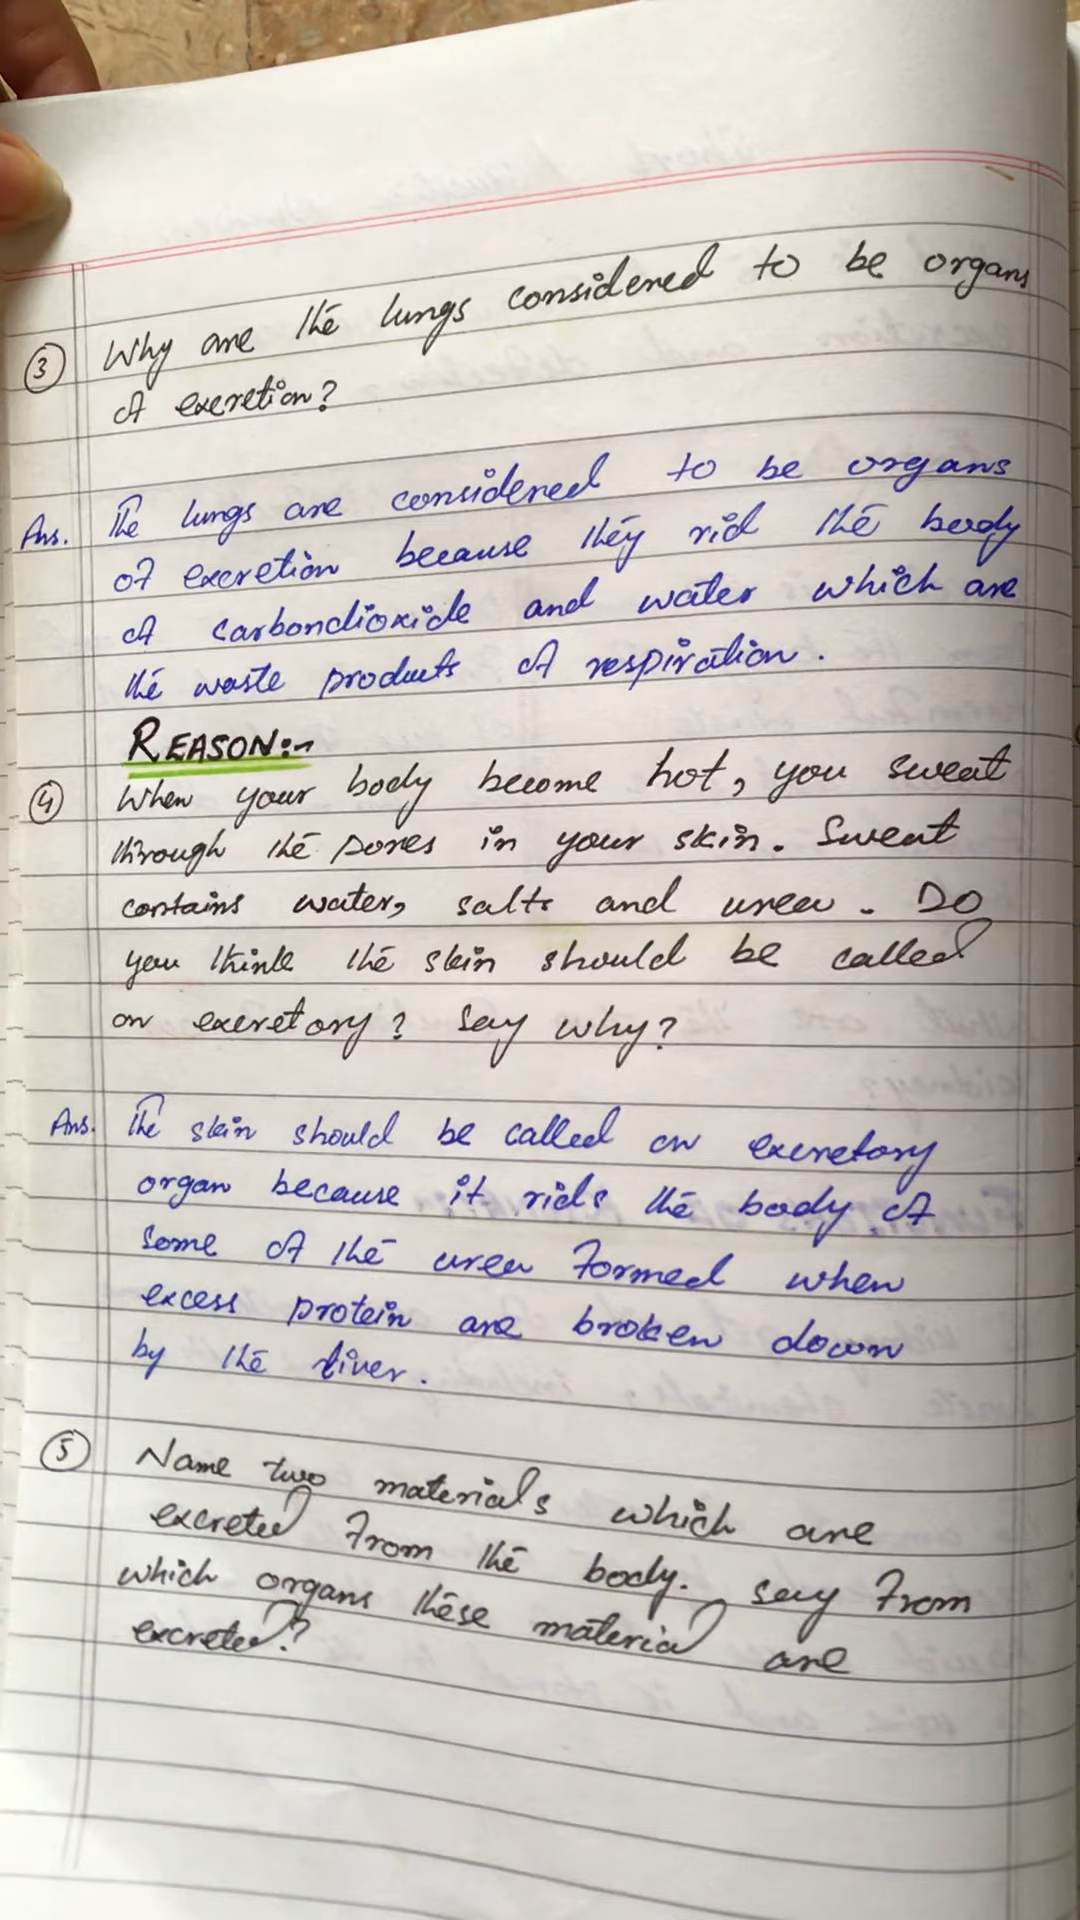 ③ Why are the lungs considered to be organs
of excretion?
Ans. The lungs are considered to be organs
of excretion because they rid the body
of carbondioxide and water which are
the waste products of respiration.
REASON:-
④ When your body become hot, you sweat
through the pores in your skin. Sweat
contains water, salts and urea. Do
you think the skin should be called
an excretory? Say why?
Ans. The skin should be called an excretory
organ because it rids the body of
some of the urea formed when
excess protein are broken down
by the liver.
⑤ Name two materials which are
excreted from the body. Say from
which organs these material are
excreted?